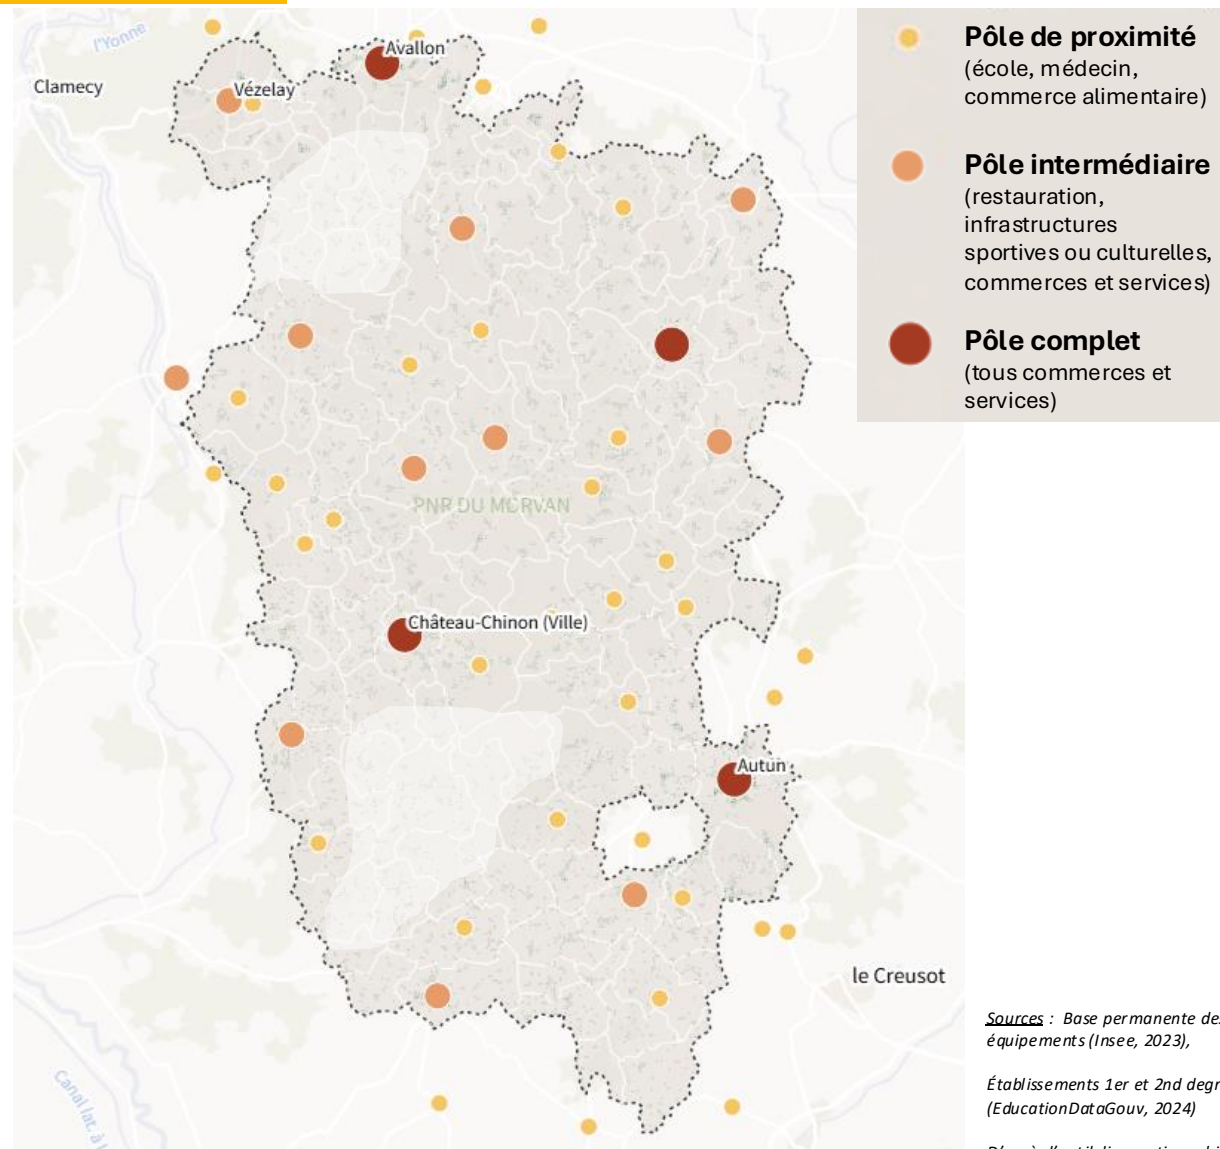 l'Yonne
Avallon
Clamecy
Vézelay
PNR DU MORVAN
Château-Chinon (Ville)
Autun
le Creusot
Canal lat. à
Pôle de proximité
(école, médecin,
commerce alimentaire)
Pôle intermédiaire
(restauration,
infrastructures
sportives ou culturelles,
commerces et services)
Pôle complet
(tous commerces et
services)
Sources : Base permanente des
équipements (Insee, 2023),
Établissements 1er et 2nd degr
(EducationDataGouv, 2024)